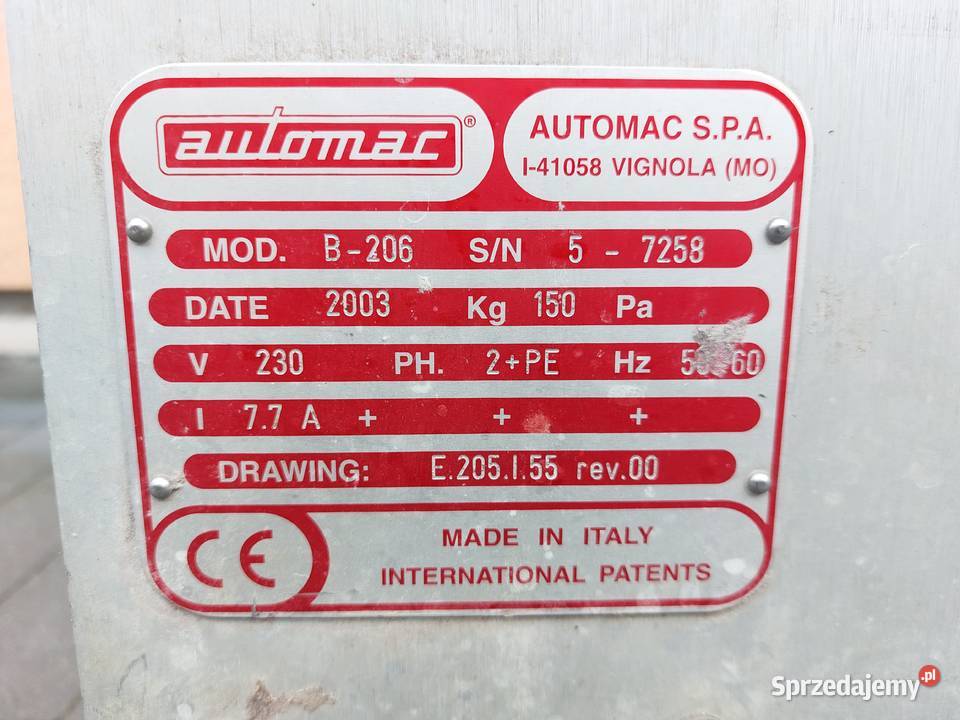 automac®
AUTOMAC S.P.A.
I-41058 VIGNOLA (MO)
MOD. B-206 S/N 5 - 7258
DATE 2003 Kg 150 Pa
V 230 PH. 2+PE Hz 60
I 7.7 A + + +
DRAWING: E.205.I.55 rev.00
CE
MADE IN ITALY
INTERNATIONAL PATENTS
Sprzedajemy.pl